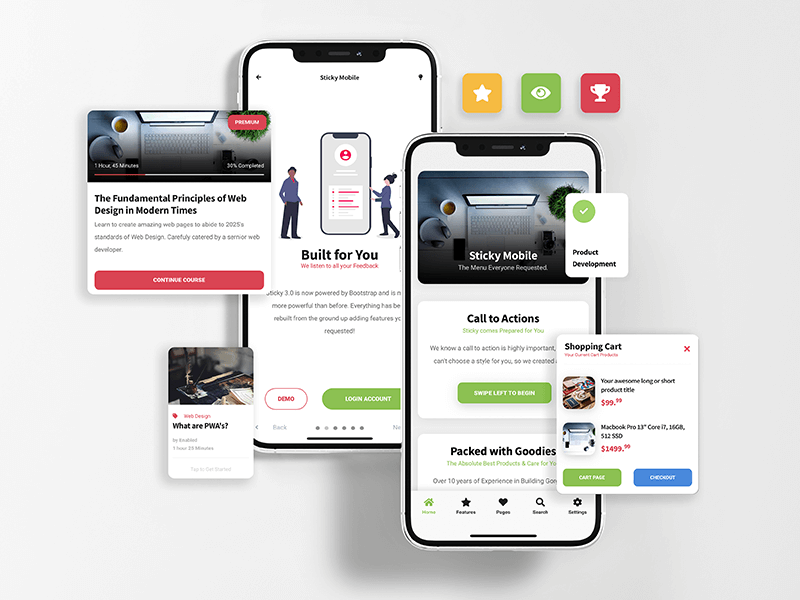 Sticky Mobile
PREMIUM
1 Hour, 45 Minutes
30% Completed
The Fundamental Principles of Web
Design in Modern Times
Learn to create amazing web pages to abide to 2025's
standards of Web Design. Carefuly catered by a sernior web
developer.
CONTINUE COURSE
Built for You
We listen to all your Feedback
Sticky 3.0 is now powered by Bootstrap and is
more powerful than before. Everything has be
rebuilt from the ground up adding features yo
requested!
DEMO
LOGIN ACCOUNT
Back
Ne
Web Design
What are PWA's?
by Enabled
1 hour 25 Minutes
Tap to Get Started
Sticky Mobile
The Menu Everyone Requested.
Product
Development
Call to Actions
Sticky comes Prepared for You
We know a call to action is highly important,
can't choose a style for you, so we created
SWIPE LEFT TO BEGIN
Packed with Goodies
The Absolute Best Products & Care for You
Over 10 years of Experience in Building Gor
Home
Features
Pages
Search
Settings
Shopping Cart
Your Current Cart Products
Your awesome long or short
product title
$99.99
Macbook Pro 13" Core i7, 16GB,
512 SSD
$1499.99
CART PAGE
CHECKOUT